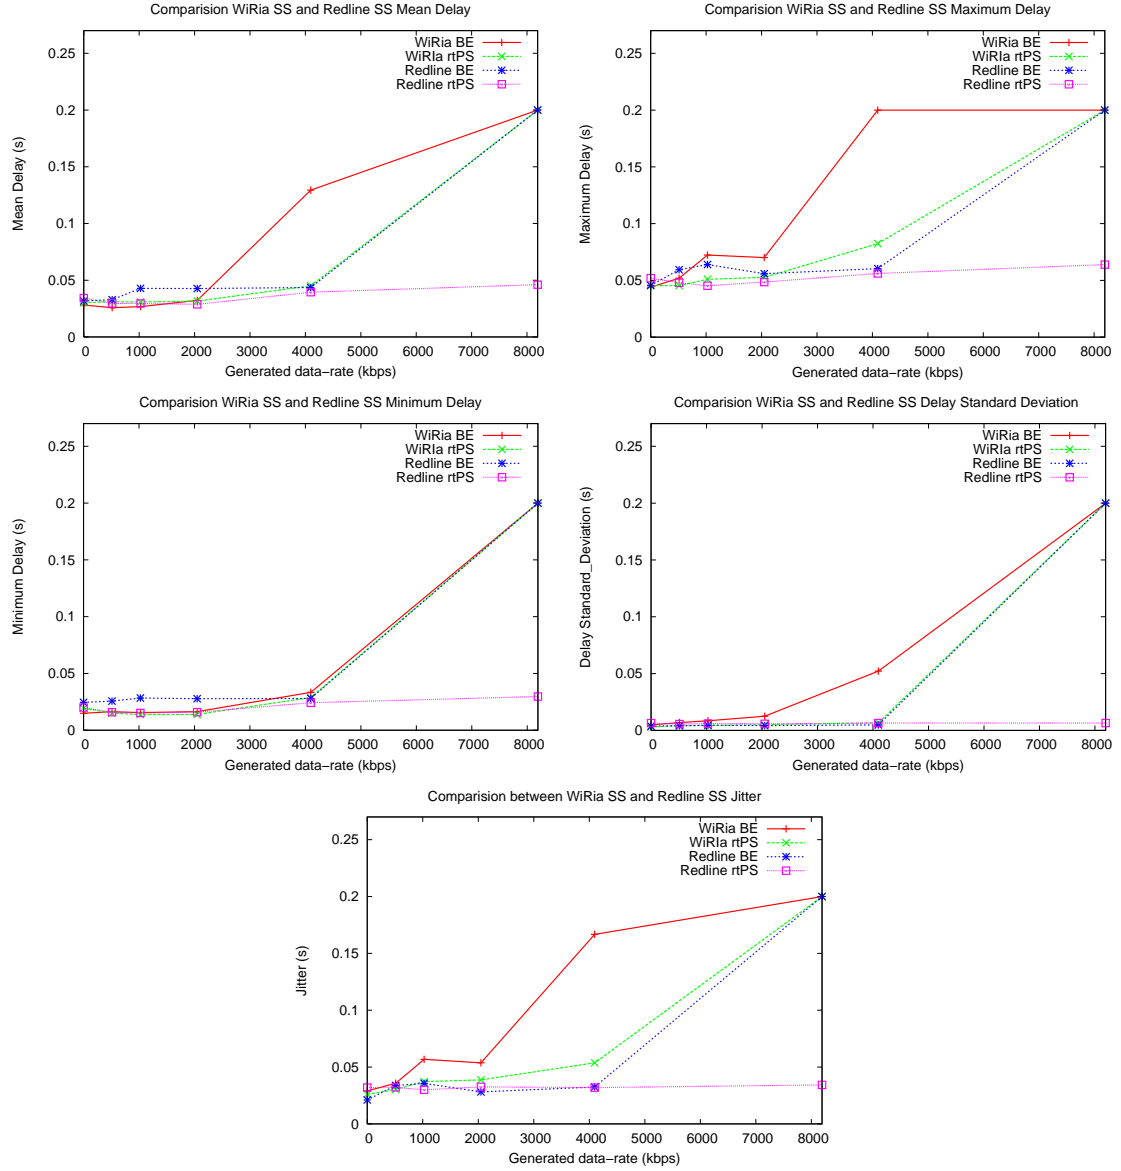 Comparision WiRia SS and Redline SS Mean Delay
WiRia BE
WiRIa rtPS
Redline BE
Redline rtPS
0.25
0.2
0.15
0.1
0.05
0
Mean Delay (s)
0 1000 2000 3000 4000 5000 6000 7000 8000
Generated data-rate (kbps)
Comparision WiRia SS and Redline SS Maximum Delay
WiRia BE
WiRIa rtPS
Redline BE
Redline rtPS
0.25
0.2
0.15
0.1
0.05
0
Maximum Delay (s)
0 1000 2000 3000 4000 5000 6000 7000 8000
Generated data-rate (kbps)
Comparision WiRia SS and Redline SS Minimum Delay
WiRia BE
WiRIa rtPS
Redline BE
Redline rtPS
0.25
0.2
0.15
0.1
0.05
0
Minimum Delay (s)
0 1000 2000 3000 4000 5000 6000 7000 8000
Generated data-rate (kbps)
Comparision WiRia SS and Redline SS Delay Standard Deviation
WiRia BE
WiRIa rtPS
Redline BE
Redline rtPS
0.25
0.2
0.15
0.1
0.05
0
Delay Standard_Deviation (s)
0 1000 2000 3000 4000 5000 6000 7000 8000
Generated data-rate (kbps)
Comparision between WiRia SS and Redline SS Jitter
WiRia BE
WiRIa rtPS
Redline BE
Redline rtPS
0.25
0.2
0.15
0.1
0.05
0
Jitter (s)
0 1000 2000 3000 4000 5000 6000 7000 8000
Generated data-rate (kbps)